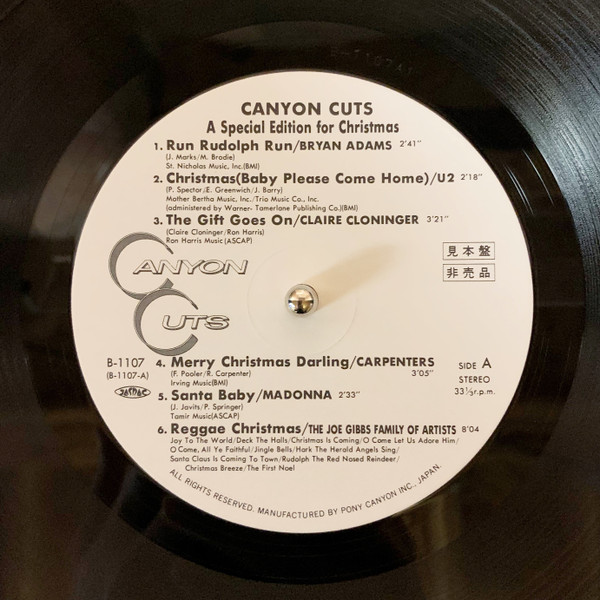 B-1107A1
CANYON CUTS
A Special Edition for Christmas
1. Run Rudolph Run/BRYAN ADAMS 2'41"
(J. Marks/M. Brodie)
St. Nicholas Music, Inc.(BMI)
2. Christmas(Baby Please Come Home)/U2 2'18"
(P. Spector/E. Greenwich/J. Barry)
Mother Bertha Music, Inc./Trio Music Co., Inc.
(administered by Warner-Tamerlane Publishing Co.)(BMI)
3. The Gift Goes On/CLAIRE CLONINGER 3'21"
(Claire Cloninger/Ron Harris)
Ron Harris Music(ASCAP)
見本盤
非売品
CANYON
CUTS
B-1107
(B-1107-A)
JASRAC
4. Merry Christmas Darling/CARPENTERS
(F. Pooler/R. Carpenter) 3'05"
Irving Music(BMI)
5. Santa Baby/MADONNA 2'33"
(J. Javits/P. Springer)
Tamir Music(ASCAP)
6. Reggae Christmas/THE JOE GIBBS FAMILY OF ARTISTS 8'04
Joy To The World/Deck The Halls/Christmas Is Coming/O Come Let Us Adore Him/
O Come, All Ye Faithful/Jingle Bells/Hark The Herald Angels Sing/
Santa Claus Is Coming To Town/Rudolph The Red Nosed Reindeer/
Christmas Breeze/The First Noel
SIDE A
STEREO
33 1/3 r.p.m.
ALL RIGHTS RESERVED. MANUFACTURED BY PONY CANYON INC., JAPAN.